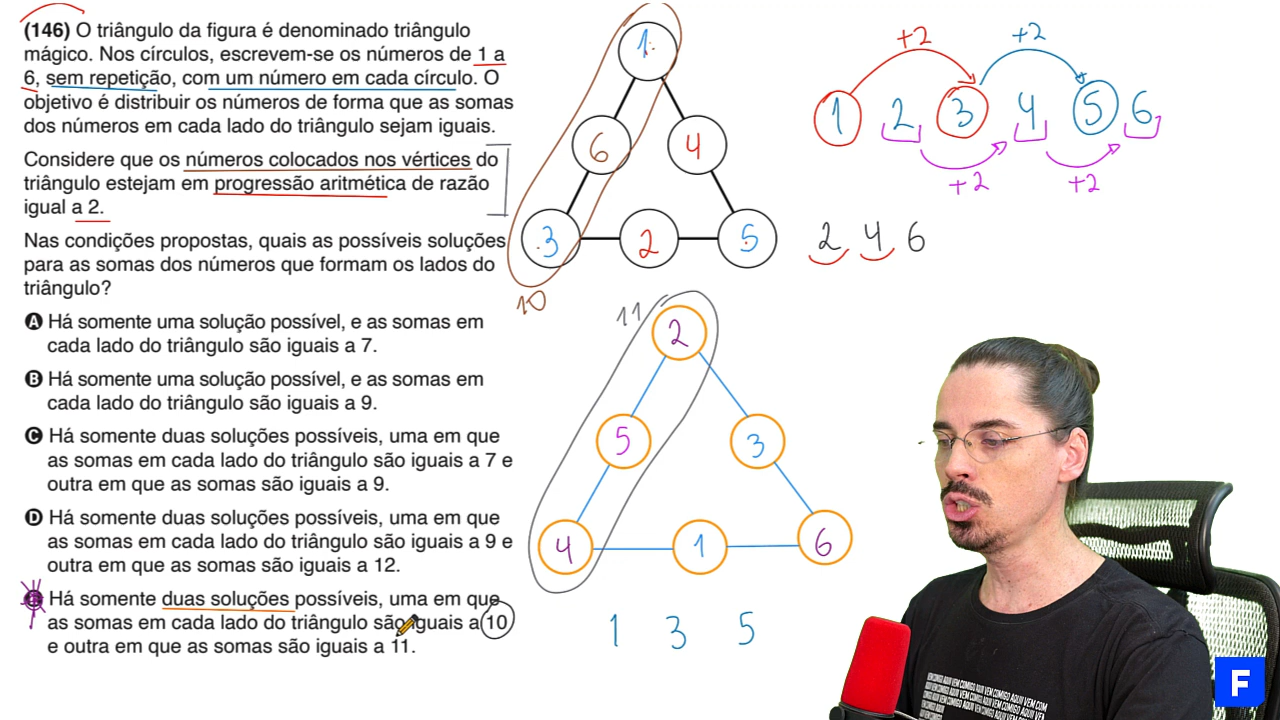 (146) O triângulo da figura é denominado triângulo
mágico. Nos círculos, escrevem-se os números de 1 a
6, sem repetição, com um número em cada círculo. O
objetivo é distribuir os números de forma que as somas
dos números em cada lado do triângulo sejam iguais.
Considere que os números colocados nos vértices do
triângulo estejam em progressão aritmética de razão
igual a 2.
Nas condições propostas, quais as possíveis soluções
para as somas dos números que formam os lados do
triângulo?
A Há somente uma solução possível, e as somas em
cada lado do triângulo são iguais a 7.
B Há somente uma solução possível, e as somas em
cada lado do triângulo são iguais a 9.
C Há somente duas soluções possíveis, uma em que
as somas em cada lado do triângulo são iguais a 7 e
outra em que as somas são iguais a 9.
D Há somente duas soluções possíveis, uma em que
as somas em cada lado do triângulo são iguais a 9 e
outra em que as somas são iguais a 12.
Há somente duas soluções possíveis, uma em que
as somas em cada lado do triângulo são iguais a 10
e outra em que as somas são iguais a 11.
1
6 4
3 2 5
10
+2 +2
1 2 3 4 5 6
+2 +2
2 4 6
11
2
5 3
4 1 6
1 3 5
F